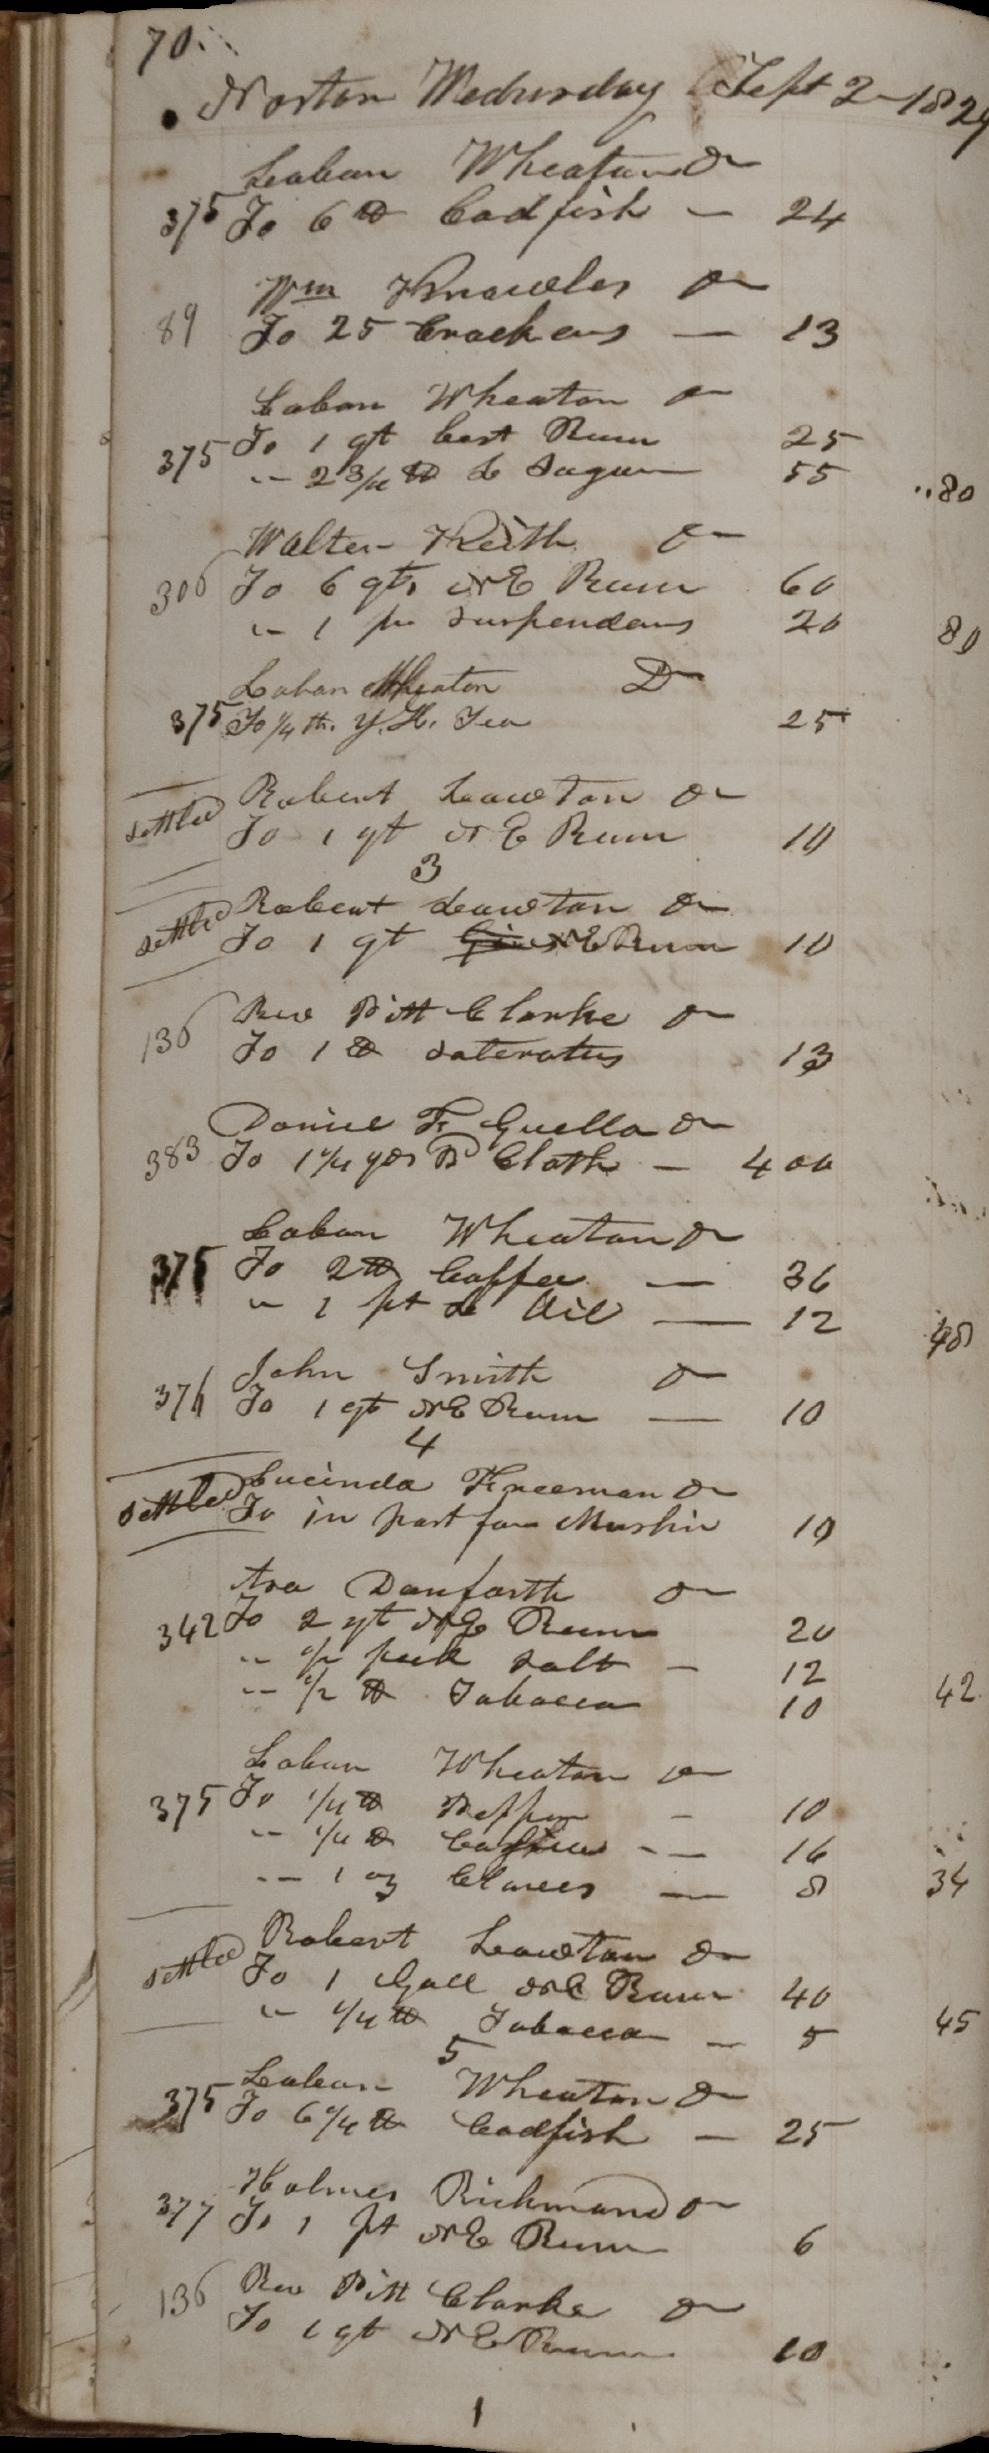 70.
Norton Wednesday Sept 2 - 1829
Laban Wheaton Dr
375 To 6 lb Codfish - 24
Wm Knowles Dr
89 To 25 Crackers - 13
Laban Wheaton Dr
To 1 qt best Rum 25
375 " 2 3/4 lb L Sugar 55 "80
Walter Keith Dr
306 To 6 qts NE Rum 60
" 1 pr Suspenders 20 80
Laban Wheaton Dr
375 To 1/4 lb. Y. H. Tea 25
Robert Lawton Dr
settled To 1 qt NE Rum 10
3
Robert Lawton Dr
settled To 1 qt Gin NE Rum 10
Rev Pitt Clarke Dr
136 To 1 lb Saleratus 13
Daniel F Guella Dr
383 To 1 1/4 yds B Cloth - 4 00
Laban Wheaton Dr
375 To 2 lb Coffee - 36
" 1 pt L Oil - 12 48
John Smith Dr
376 To 1 qt NE Rum - 10
4
Lucinda Freeman Dr
settled To in part for Muslin 10
Asa Danforth Dr
342 To 2 qt NE Rum 20
" 1/2 peck Salt - 12
" 1/2 lb Tobacco 10 42
Laban Wheaton Dr
375 To 1/4 lb Pepper - 10
" 1/4 lb - 16
" 1 oz Cloves - 8 34
Robert Lawton Dr
settled To 1 Gall NE Rum 40
" 1/4 lb Tobacco - 5 45
5
Laban Wheaton Dr
375 To 6 1/4 lb Codfish - 25
Holmes Richmond Dr
377 To 1 pt NE Rum 6
Rev Pitt Clarke Dr
136 To 1 qt NE Rum 10
1